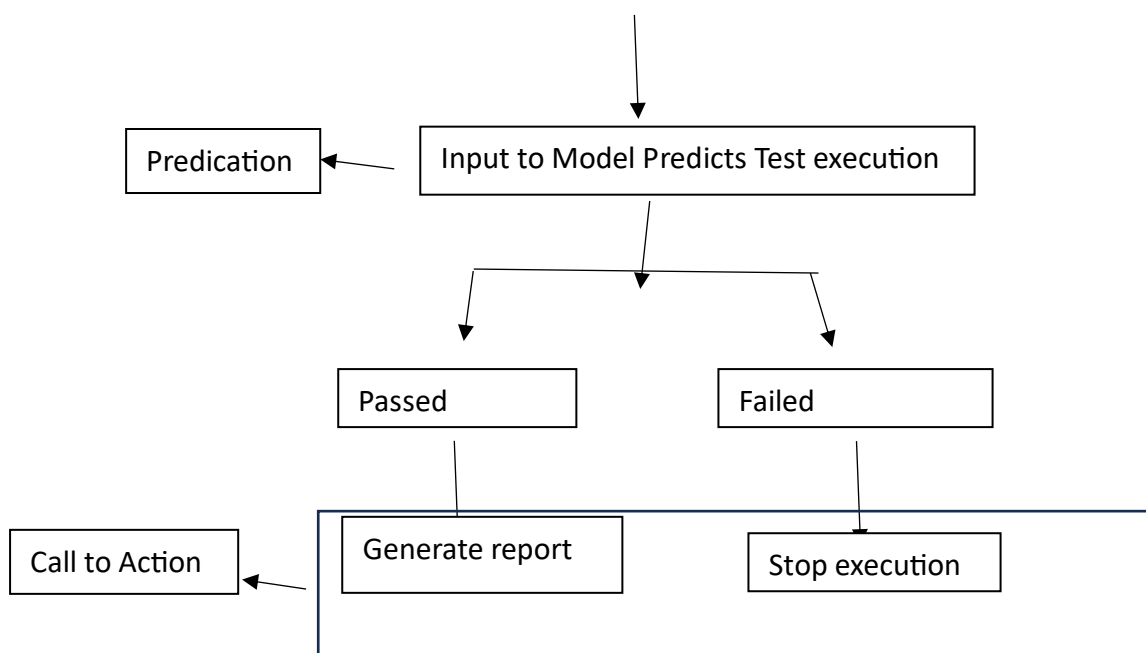 Predication
Input to Model Predicts Test execution
Passed
Failed
Call to Action
Generate report
Stop execution